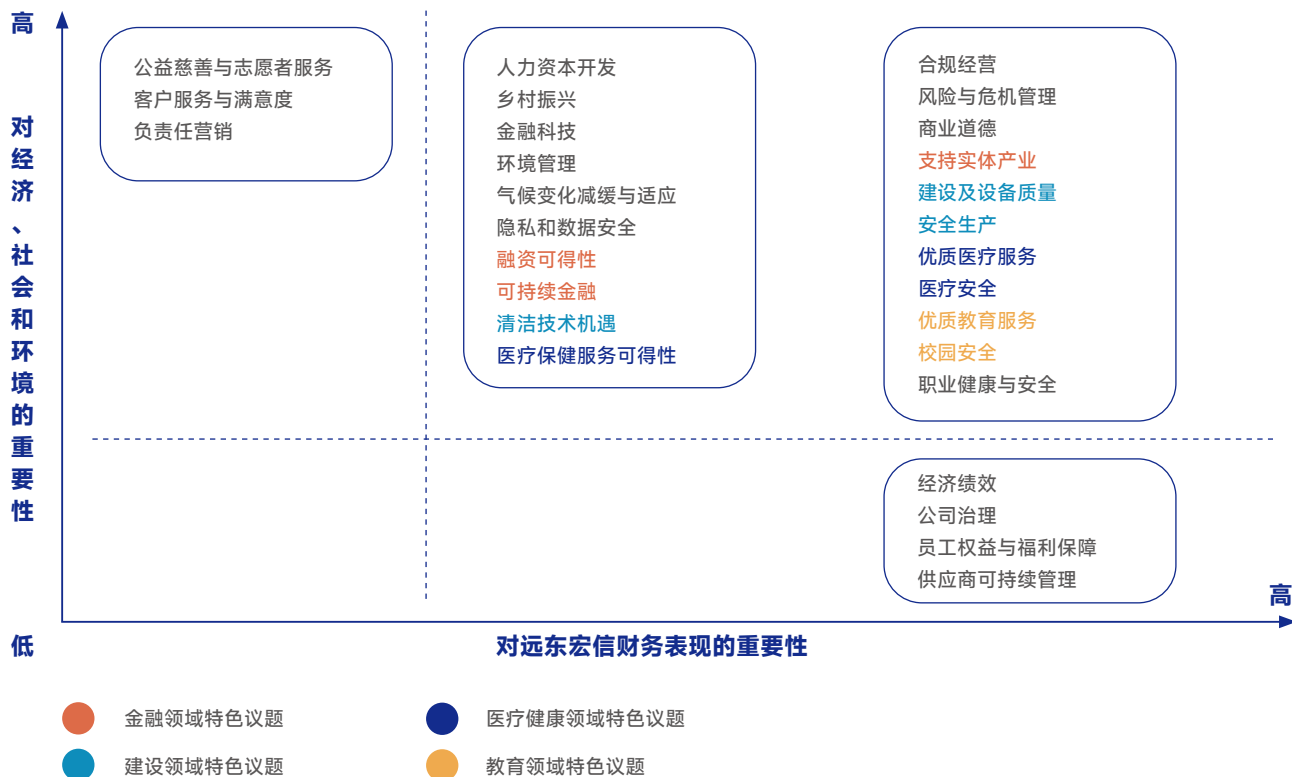 高
对经济、社会和环境的重要性
低
公益慈善与志愿者服务
客户服务与满意度
负责任营销
人力资本开发
乡村振兴
金融科技
环境管理
气候变化减缓与适应
隐私和数据安全
融资可得性
可持续金融
清洁技术机遇
医疗保健服务可得性
合规经营
风险与危机管理
商业道德
支持实体产业
建设及设备质量
安全生产
优质医疗服务
医疗安全
优质教育服务
校园安全
职业健康与安全
经济绩效
公司治理
员工权益与福利保障
供应商可持续管理
高
对远东宏信财务表现的重要性
金融领域特色议题
医疗健康领域特色议题
建设领域特色议题
教育领域特色议题